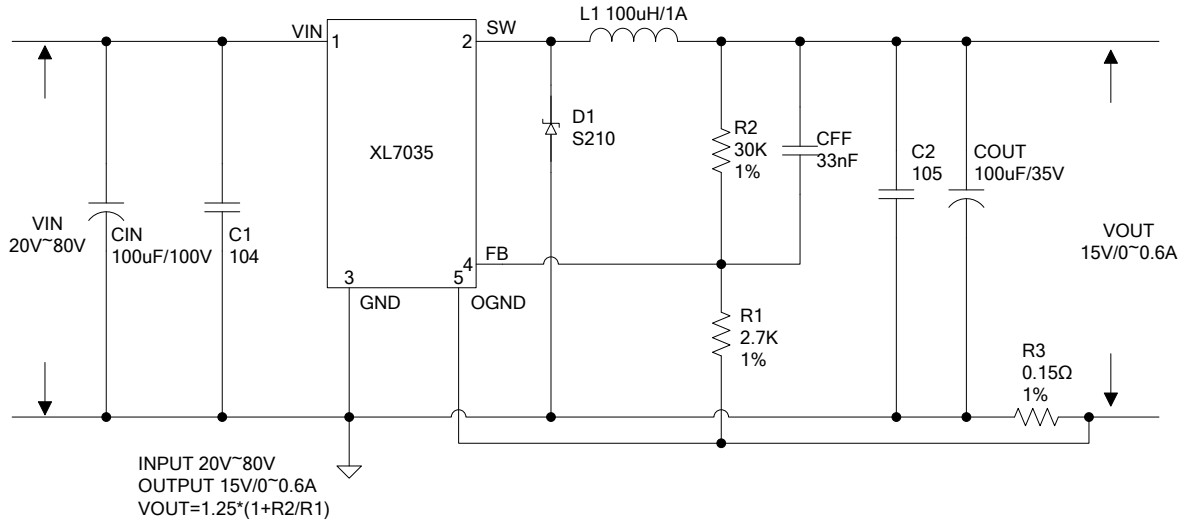 L1 100uH/1A
VIN
SW
1
2
XL7035
D1
S210
R2
30K
1%
CFF
33nF
C2
105
COUT
100uF/35V
VIN
20V~80V
CIN
100uF/100V
C1
104
VOUT
15V/0~0.6A
FB
4
3
5
GND
OGND
R1
2.7K
1%
R3
0.15Ω
1%
INPUT 20V~80V
OUTPUT 15V/0~0.6A
VOUT=1.25*(1+R2/R1)